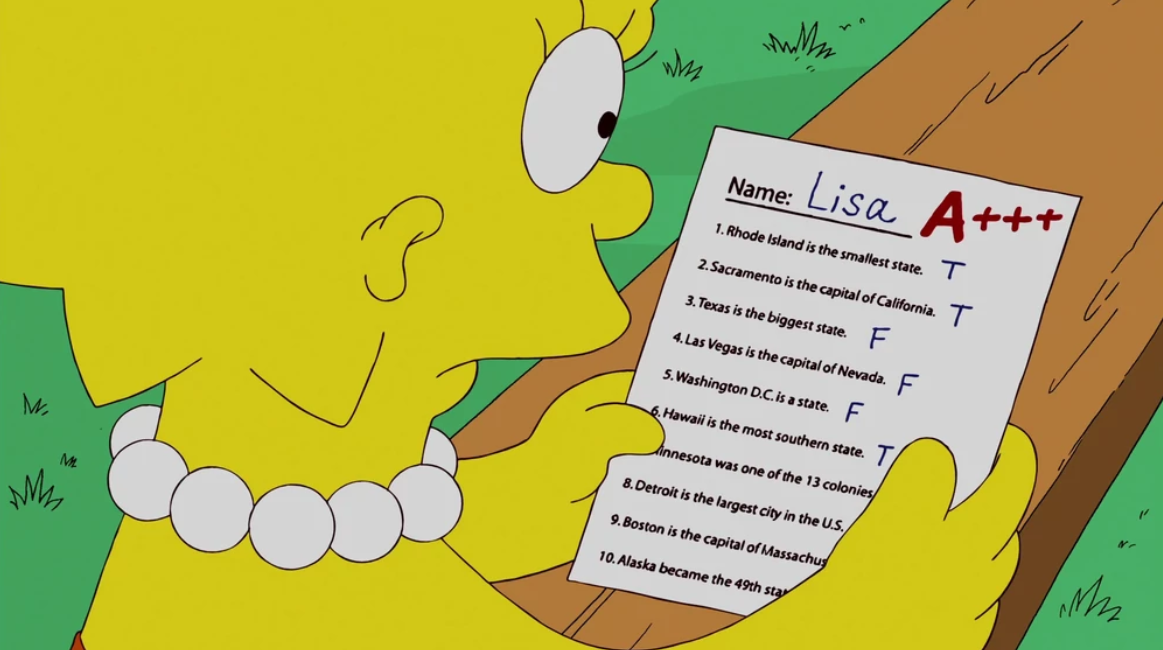 Name: Lisa A+++
1. Rhode Island is the smallest state. T
2. Sacramento is the capital of California. T
3. Texas is the biggest state. F
4. Las Vegas is the capital of Nevada. F
5. Washington D.C. is a state. F
6. Hawaii is the most southern state. T
was one of the 13 colonies
8. Detroit is the largest city in the U.S.
9. Boston is the capital of
10. Alaska became the 49th